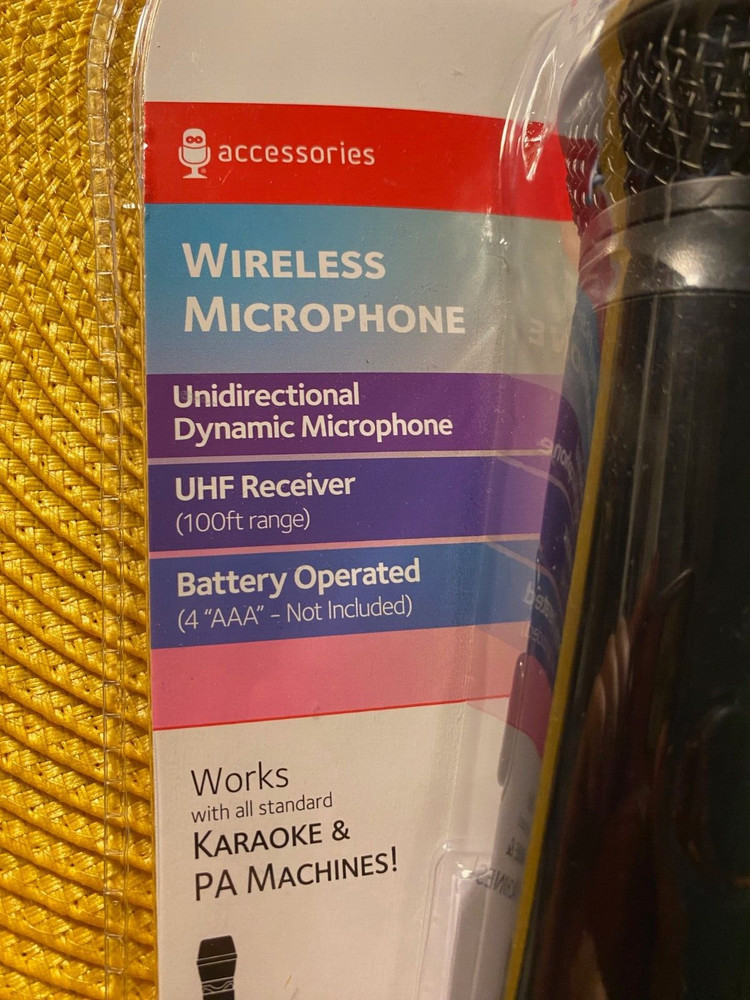 accessories
WIRELESS
MICROPHONE
Unidirectional
Dynamic Microphone
UHF Receiver
(100ft range)
Battery Operated
(4 "AAA" - Not Included)
Works
with all standard
KARAOKE &
PA MACHINES!